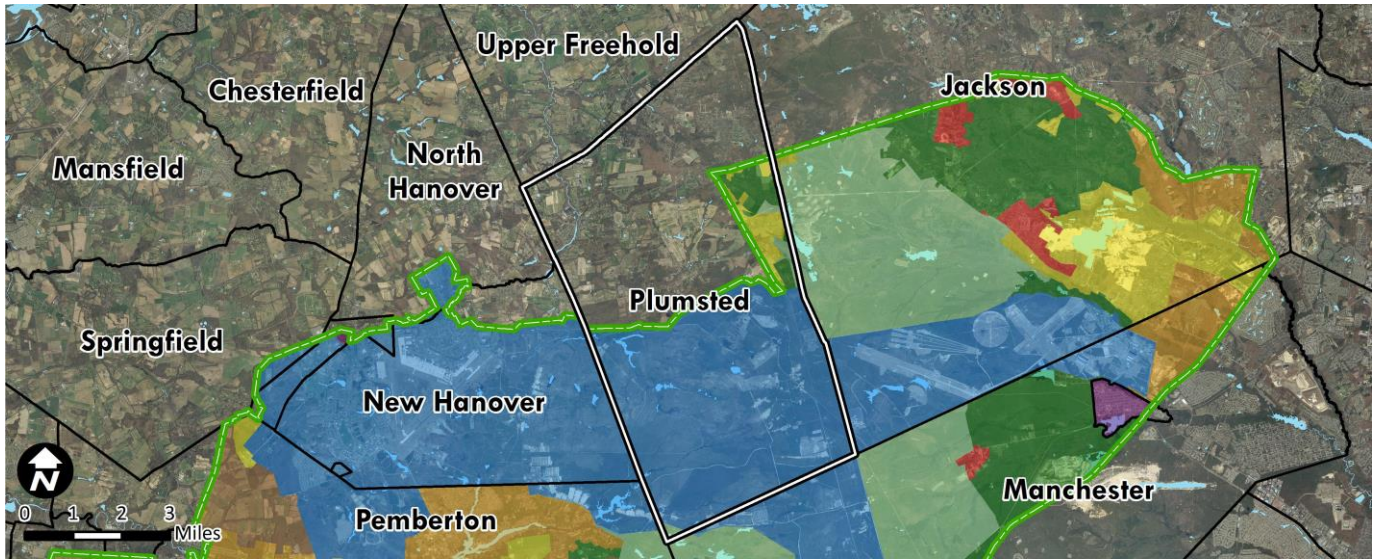 Upper Freehold
Chesterfield
Jackson
North
Hanover
Mansfield
Plumsted
Springfield
New Hanover
Manchester
Pemberton
N
0 1 2 3
Miles